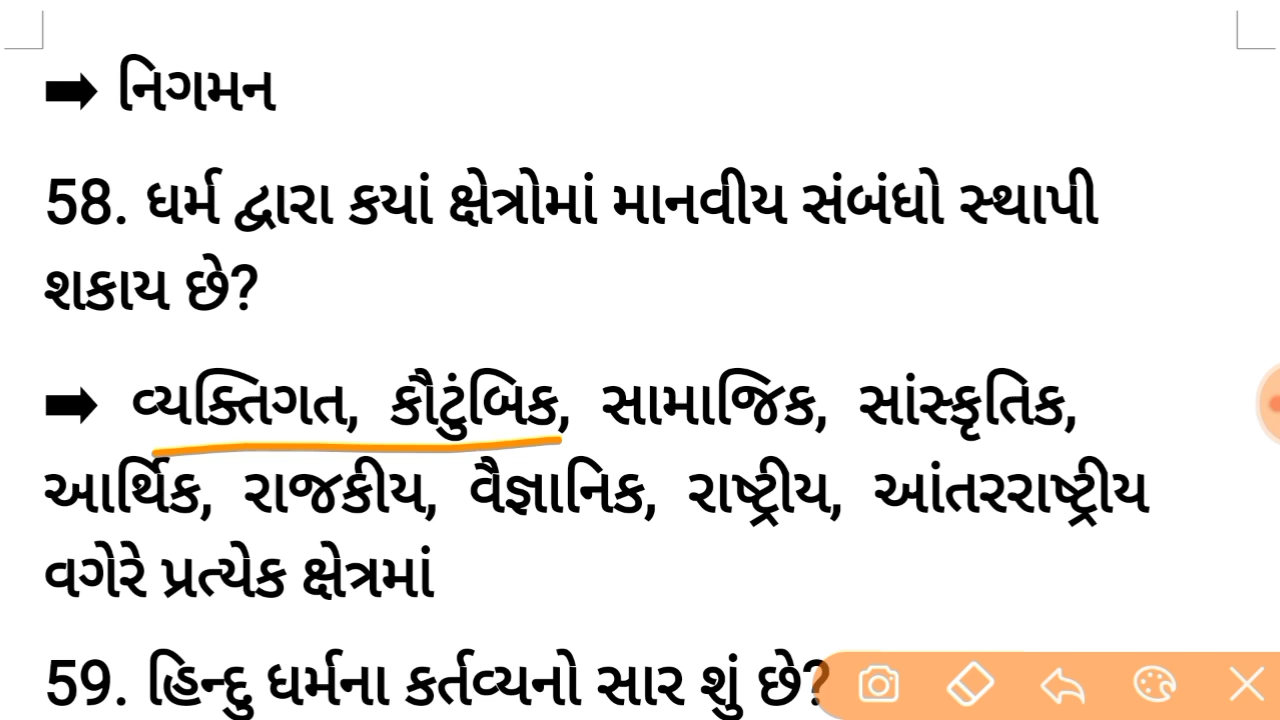 ➡ નિગમન
58. ધર્મ દ્વારા કયાં ક્ષેત્રોમાં માનવીય સંબંધો સ્થાપી
શકાય છે?
➡ વ્યક્તિગત, કૌટુંબિક, સામાજિક, સાંસ્કૃતિક,
આર્થિક, રાજકીય, વૈજ્ઞાનિક, રાષ્ટ્રીય, આંતરરાષ્ટ્રીય
વગેરે પ્રત્યેક ક્ષેત્રમાં
59. હિન્દુ ધર્મના કર્તવ્યનો સાર શું છે?